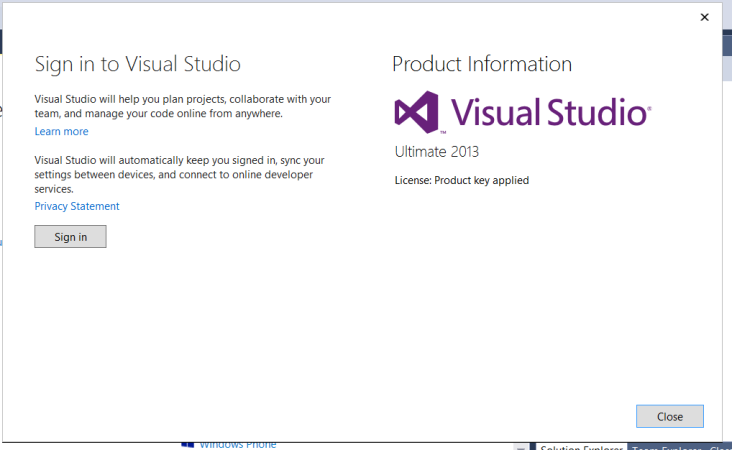 Sign in to Visual Studio
Visual Studio will help you plan projects, collaborate with your
team, and manage your code online from anywhere.
Learn more
Visual Studio will automatically keep you signed in, sync your
settings between devices, and connect to online developer
services.
Privacy Statement
Sign in
Product Information
Visual Studio®
™
Ultimate 2013
License: Product key applied
Close
Windows Phone
Solution Explorer Team Explorer